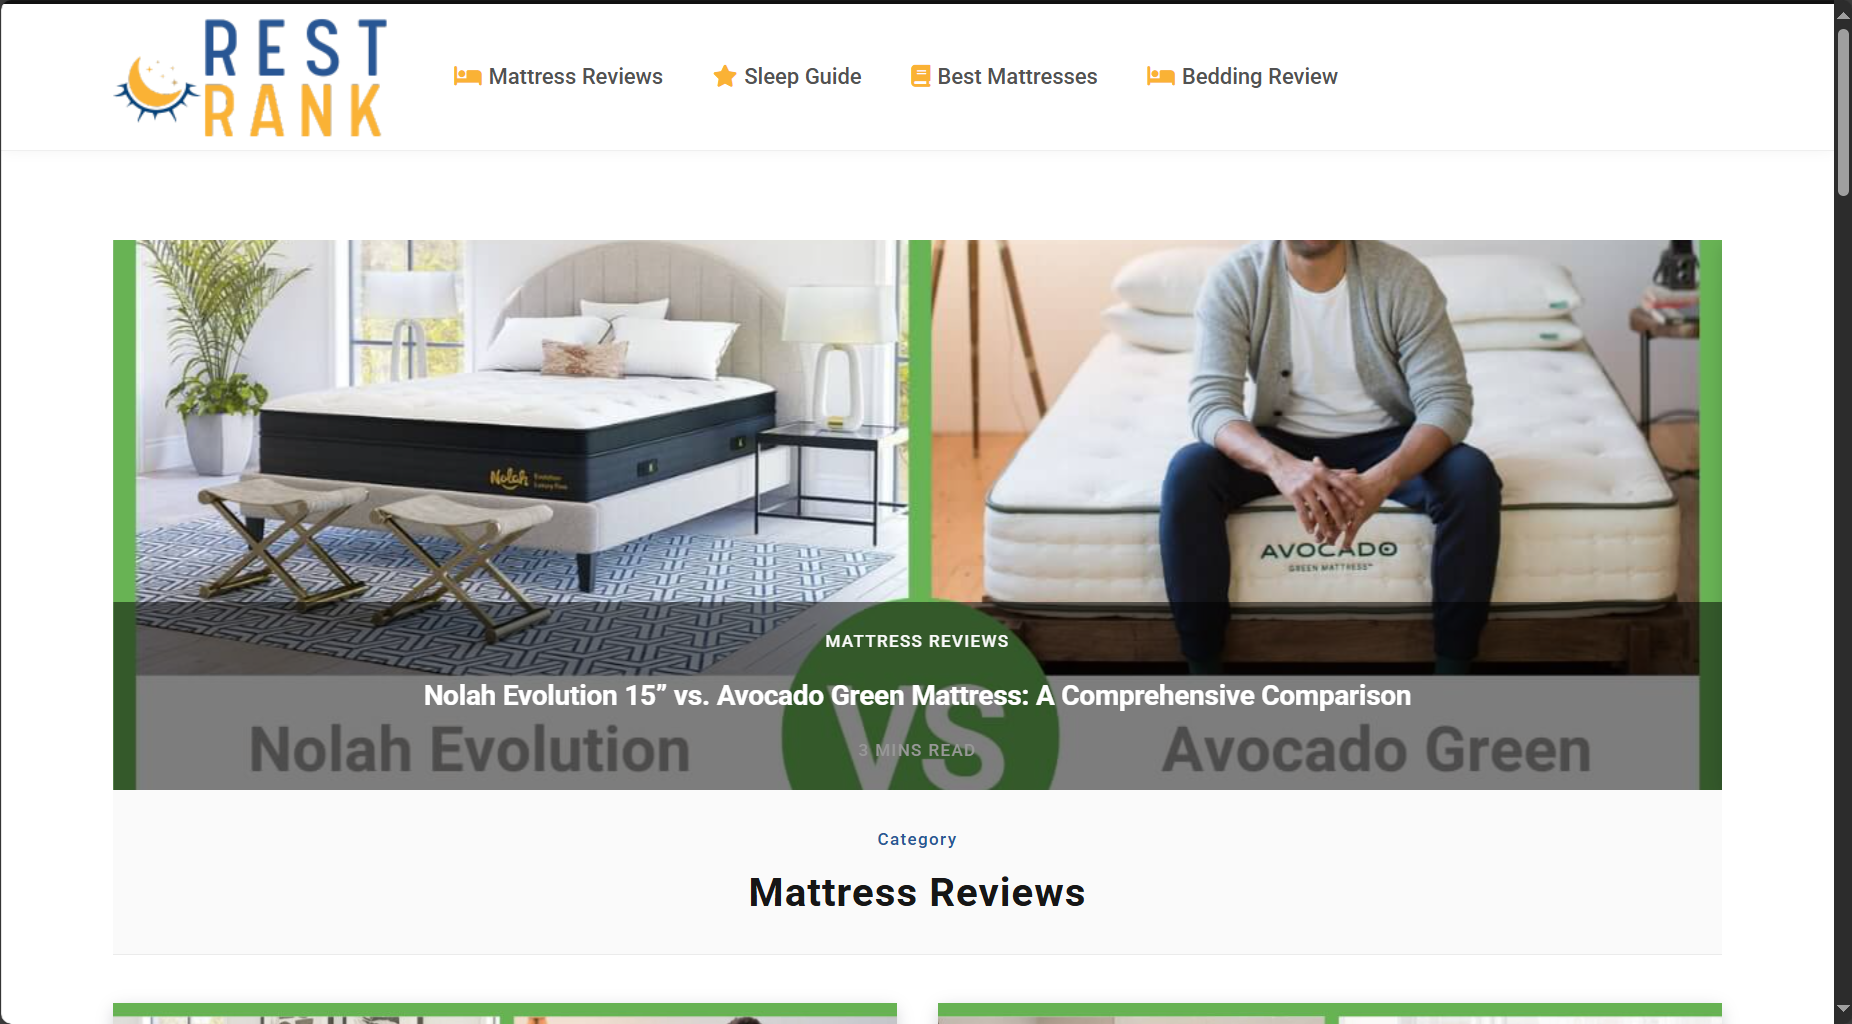 REST
RANK
Mattress Reviews
Sleep Guide
Best Mattresses
Bedding Review
Nolah
AVOCADO
GREEN MATTRESS™
MATTRESS REVIEWS
Nolah Evolution 15” vs. Avocado Green Mattress: A Comprehensive Comparison
3 MINS READ
Nolah Evolution
VS
Avocado Green
Category
Mattress Reviews